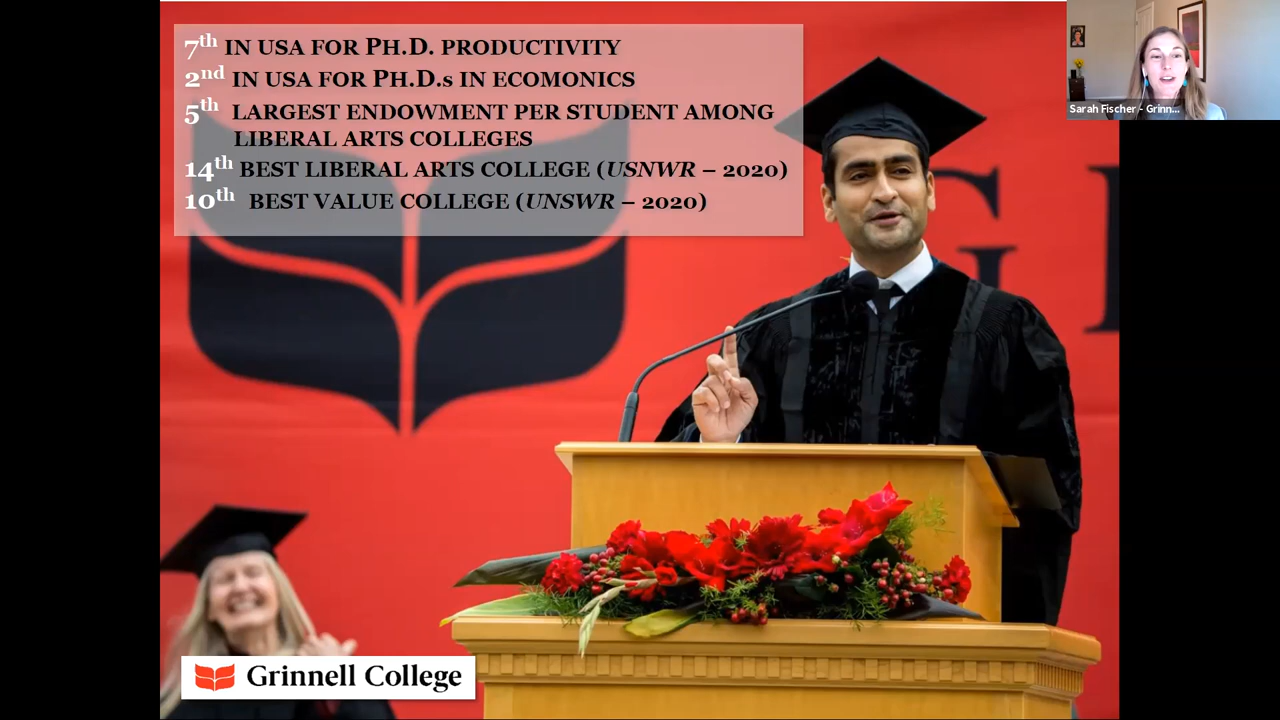 7th IN USA FOR PH.D. PRODUCTIVITY
2nd IN USA FOR PH.D.s IN ECOMONICS
5th LARGEST ENDOWMENT PER STUDENT AMONG
LIBERAL ARTS COLLEGES
14th BEST LIBERAL ARTS COLLEGE (USNWR – 2020)
10th BEST VALUE COLLEGE (UNSWR – 2020)
Sarah Fischer - Grinn...
G
Grinnell College